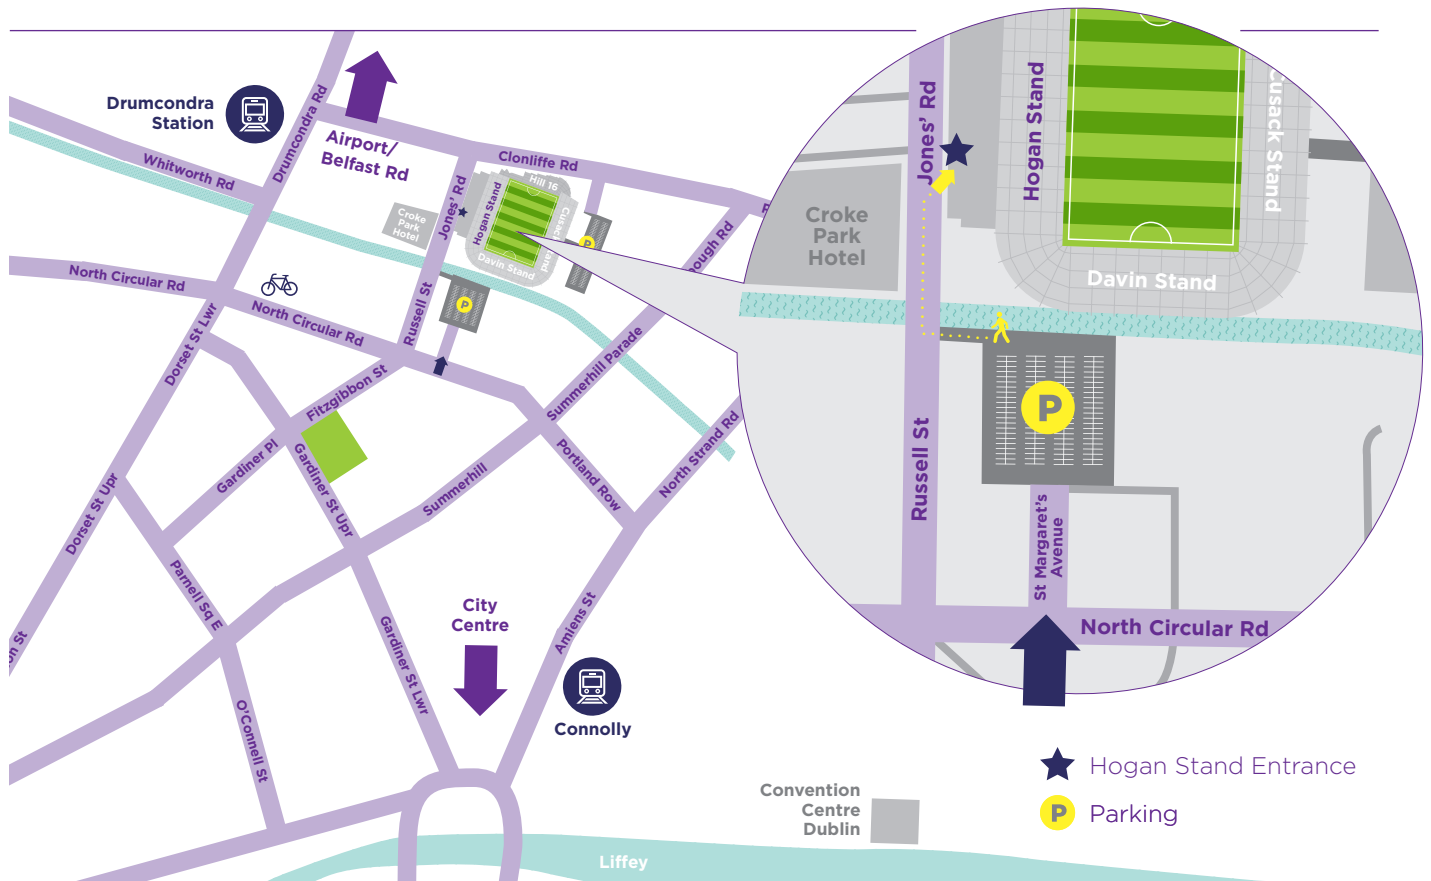 Drumcondra
Station
Drumcondra Rd
Airport/
Belfast Rd
Whitworth Rd
Clonliffe Rd
Jones' Rd
Hill 16
Hogan Stand
Davin Stand
Croke
Park
Hotel
P
P
North Circular Rd
North Circular Rd
Russell St
Dorset St Lwr
Fitzgibbon St
Summerhill Parade
Gardiner Pl
Gardiner St Upr
Summerhill
Portland Row
North Strand Rd
Dorset St Upr
Parnell Sq E
Gardiner St Lwr
O'Connell St
City
Centre
Amiens St
Connolly
Convention
Centre
Dublin
Liffey
Jones' Rd
Hogan Stand
Cusack Stand
Davin Stand
Croke
Park
Hotel
P
Russell St
St Margaret's
Avenue
North Circular Rd
Hogan Stand Entrance
P
Parking